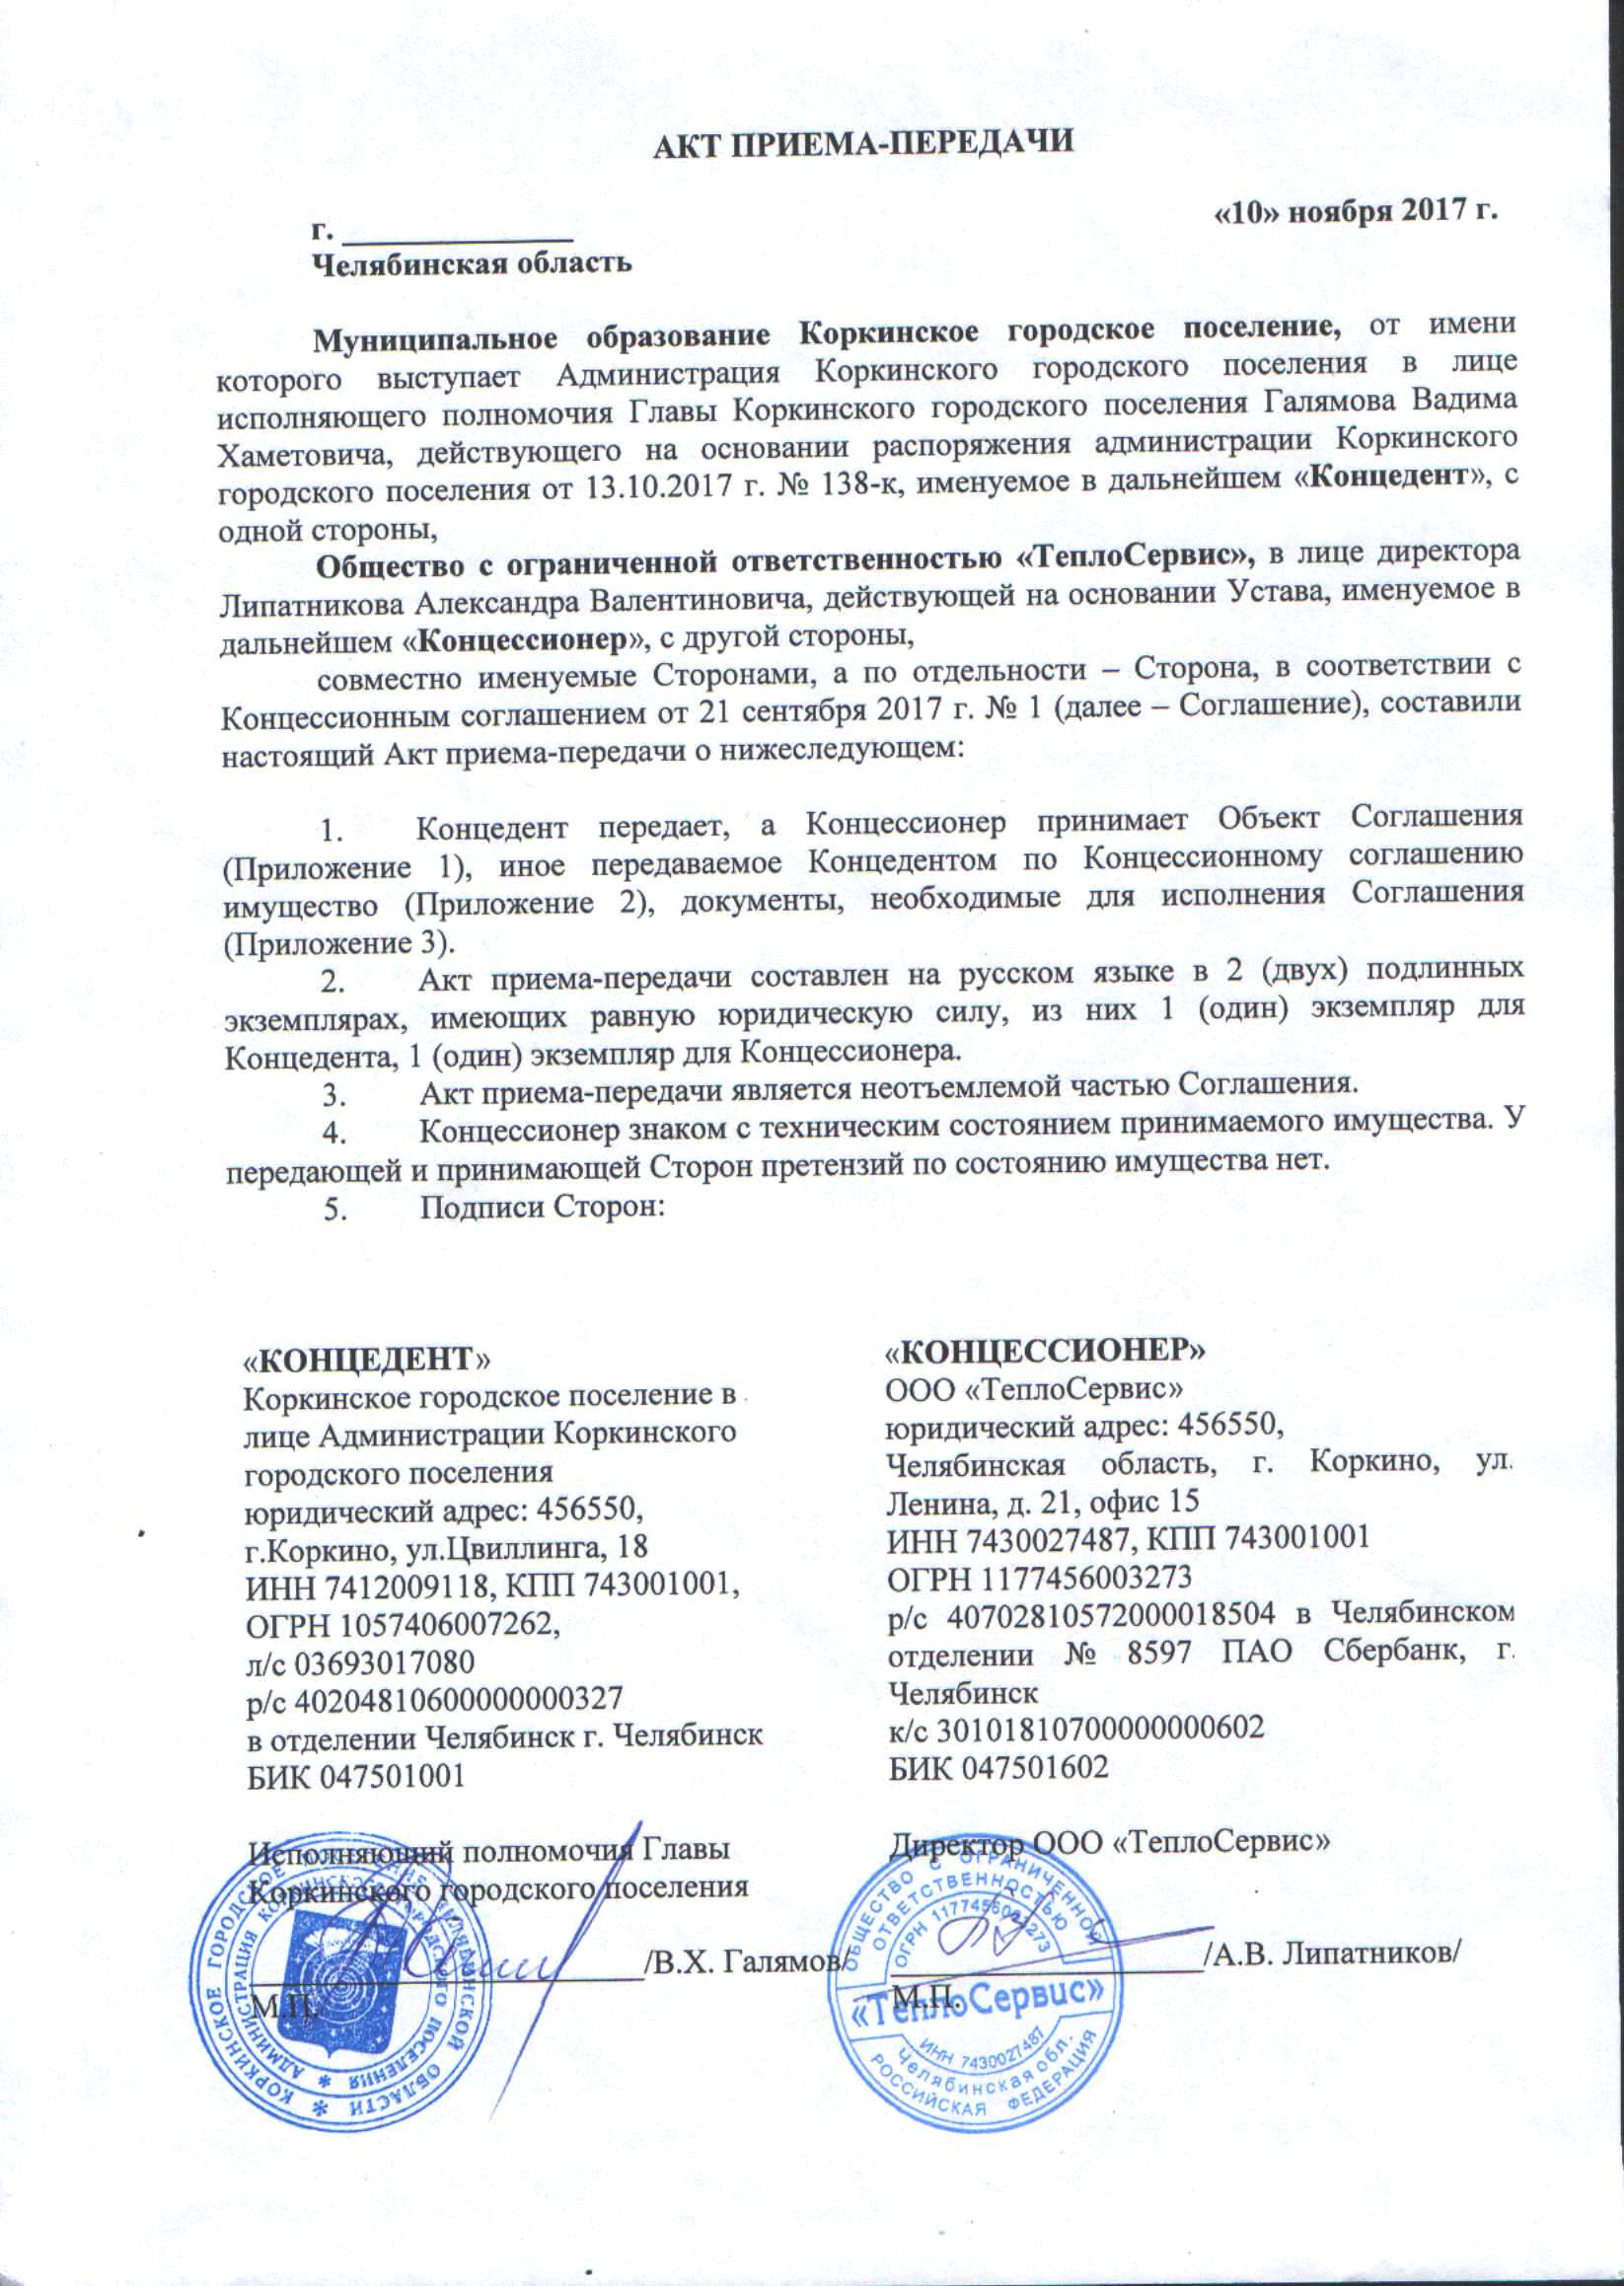 АКТ ПРИЕМА-ПЕРЕДАЧИ
«10» ноября 2017 г.
г. ______________
Челябинская область
Муниципальное образование Коркинское городское поселение, от имени
которого выступает Администрация Коркинского городского поселения в лице
исполняющего полномочия Главы Коркинского городского поселения Галямова Вадима
Хаметовича, действующего на основании распоряжения администрации Коркинского
городского поселения от 13.10.2017 г. № 138-к, именуемое в дальнейшем «Концедент», с
одной стороны,
Общество с ограниченной ответственностью «ТеплоСервис», в лице директора
Липатникова Александра Валентиновича, действующей на основании Устава, именуемое в
дальнейшем «Концессионер», с другой стороны,
совместно именуемые Сторонами, а по отдельности – Сторона, в соответствии с
Концессионным соглашением от 21 сентября 2017 г. № 1 (далее – Соглашение), составили
настоящий Акт приема-передачи о нижеследующем:
1. Концедент передает, а Концессионер принимает Объект Соглашения
(Приложение 1), иное передаваемое Концедентом по Концессионному соглашению
имущество (Приложение 2), документы, необходимые для исполнения Соглашения
(Приложение 3).
2. Акт приема-передачи составлен на русском языке в 2 (двух) подлинных
экземплярах, имеющих равную юридическую силу, из них 1 (один) экземпляр для
Концедента, 1 (один) экземпляр для Концессионера.
3. Акт приема-передачи является неотъемлемой частью Соглашения.
4. Концессионер знаком с техническим состоянием принимаемого имущества. У
передающей и принимающей Сторон претензий по состоянию имущества нет.
5. Подписи Сторон:
«КОНЦЕДЕНТ»
Коркинское городское поселение в
лице Администрации Коркинского
городского поселения
юридический адрес: 456550,
г.Коркино, ул.Цвиллинга, 18
ИНН 7412009118, КПП 743001001,
ОГРН 1057406007262,
л/с 03693017080
р/с 40204810600000000327
в отделении Челябинск г. Челябинск
БИК 047501001
Исполняющий полномочия Главы
Коркинского городского поселения
/В.Х. Галямов/
М.П.
КОРКИНСКОЕ ГОРОДСКОЕ ЧЕЛЯБИНСКОЙ ОБЛАСТИ
АДМИНИСТРАЦИЯ КОРКИНСКОГО ГОРОДСКОГО ПОСЕЛЕНИЯ
«КОНЦЕССИОНЕР»
ООО «ТеплоСервис»
юридический адрес: 456550,
Челябинская область, г. Коркино, ул.
Ленина, д. 21, офис 15
ИНН 7430027487, КПП 743001001
ОГРН 1177456003273
р/с 40702810572000018504 в Челябинском
отделении № 8597 ПАО Сбербанк, г.
Челябинск
к/с 30101810700000000602
БИК 047501602
Директор ООО «ТеплоСервис»
/А.В. Липатников/
М.П.
ОБЩЕСТВО С ОГРАНИЧЕННОЙ
ОТВЕТСТВЕННОСТЬЮ
ОГРН 1177456003273
«ТеплоСервис»
ИНН 7430027487
Челябинская обл.
РОССИЙСКАЯ ФЕДЕРАЦИЯ